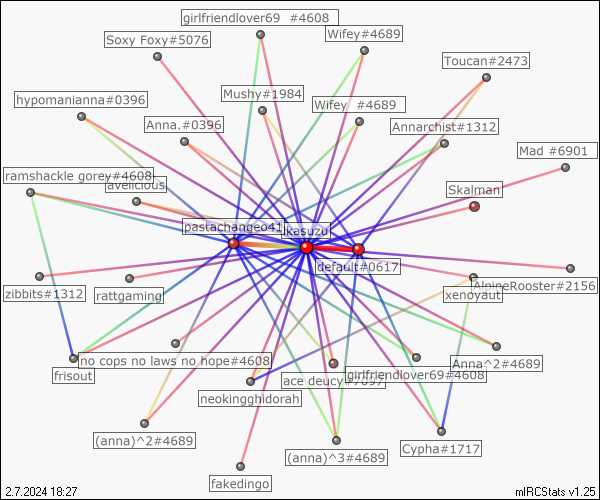 girlfriendlover69 #4608
Wifey#4689
Soxy Foxy#5076
Toucan#2473
Mushy#1984
hypomanianna#0396
Wifey #4689
Anna.#0396
Annarchist#1312
Mad #6901
ramshackle gorey#4608
avelicious
Skalman
pastachangeo41
kasuzu
default#0617
zibbits#1312
rattgaming
xenoyaut
AlpineRooster#2156
no cops no laws no hope#4608
frisout
ace deucy#7097
girlfriendlover69#4608
Anna^2#4689
neokingghidorah
(anna)^2#4689
(anna)^3#4689
Cypha#1717
fakedingo
2.7.2024 18:27
mIRCStats v1.25